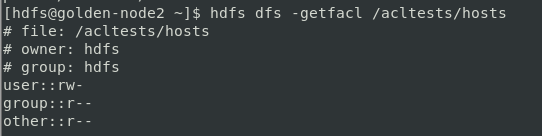 [hdfs@golden-node2 ~]$ hdfs dfs -getfacl /acltests/hosts
# file: /acltests/hosts
# owner: hdfs
# group: hdfs
user::rw-
group::r--
other::r--